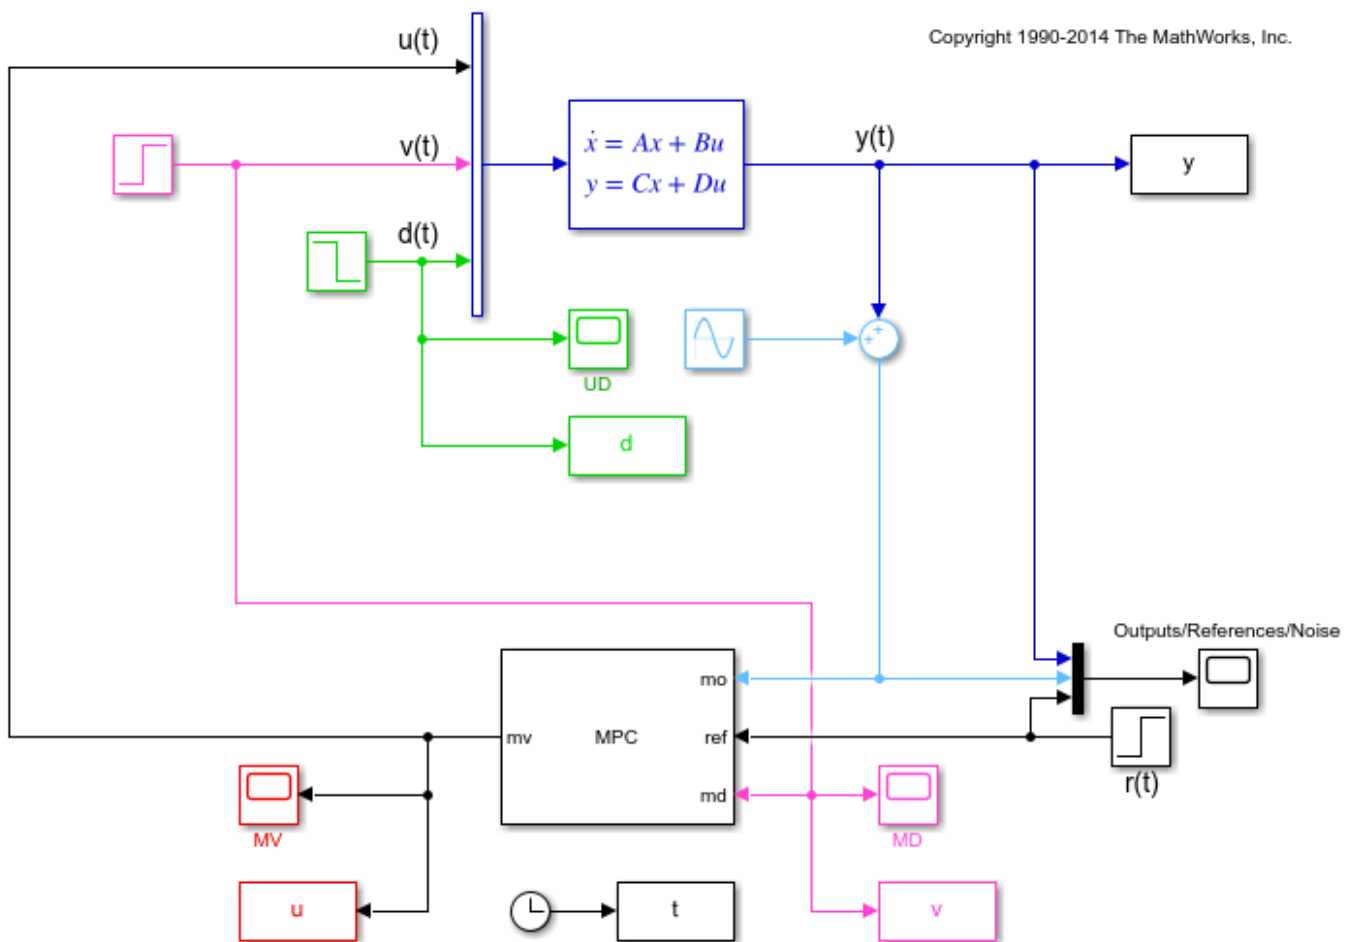 u(t)
Copyright 1990-2014 The MathWorks, Inc.
v(t)
ẋ = Ax + Bu
y = Cx + Du
y(t)
y
d(t)
++
UD
d
Outputs/References/Noise
mo
mv
MPC
ref
md
r(t)
MV
MD
u
t
v